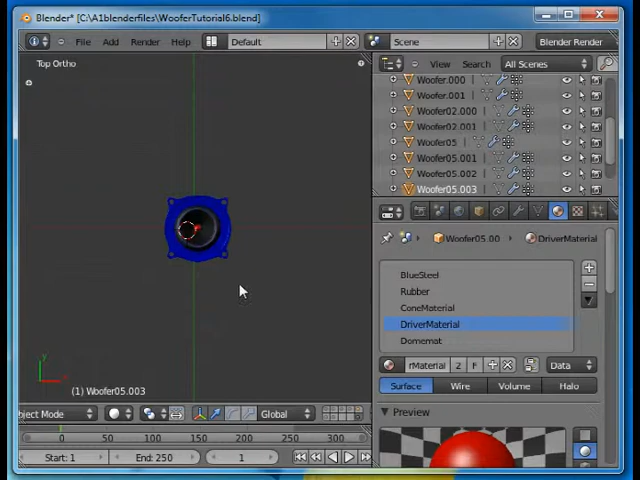 Blender* [C:\A1blenderfiles\WooferTutorial6.blend]
File Add Render Help Default Scene Blender Render
Top Ortho
View Search All Scenes
Woofer.000
Woofer.001
Woofer02.000
Woofer02.001
Woofer05
Woofer05.001
Woofer05.002
Woofer05.003
Woofer05.00 DriverMaterial
BlueSteel
Rubber
ConeMaterial
DriverMaterial
Domemat
rMaterial 2 F Data
Surface Wire Volume Halo
Preview
y
(1) Woofer05.003
bject Mode Global
0 50 100 150 200 250 300
Start: 1 End: 250 1